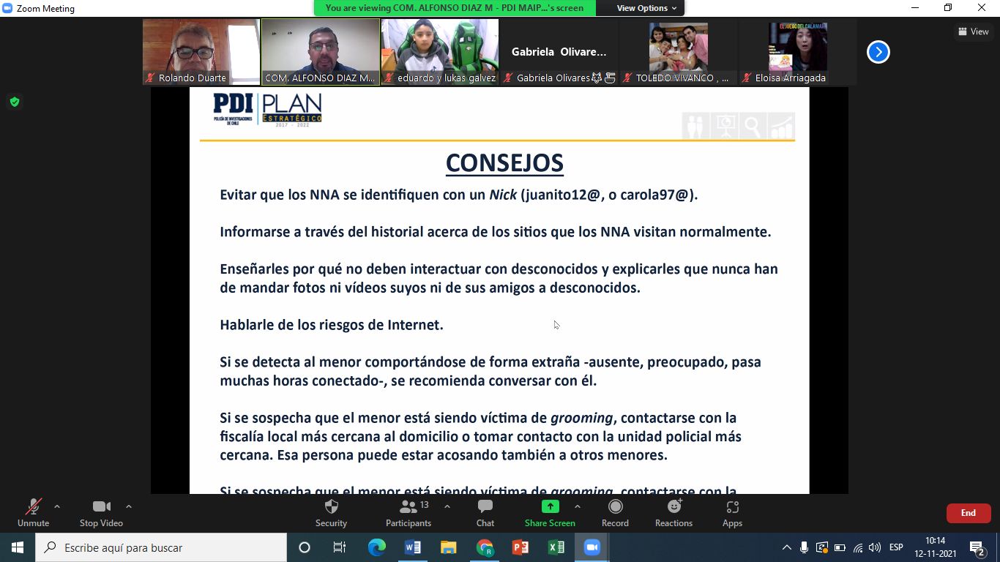 Zoom Meeting
You are viewing COM. ALFONSO DIAZ M - PDI MAIP...'s screen
View Options
View
Rolando Duarte
COM. ALFONSO DIAZ M...
eduardo y lukas galvez
Gabriela Olivare...
Gabriela Olivares
TOLEDO VIVANCO , ...
EL JUEGO DEL CALAMAR
Eloisa Arriagada
PDI PLAN
ESTRATÉGICO
POLICÍA DE INVESTIGACIONES
DE CHILE
2017 - 2022
CONSEJOS
Evitar que los NNA se identifiquen con un Nick (juanito12@, o carola97@).
Informarse a través del historial acerca de los sitios que los NNA visitan normalmente.
Enseñarles por qué no deben interactuar con desconocidos y explicarles que nunca han
de mandar fotos ni vídeos suyos ni de sus amigos a desconocidos.
Hablarle de los riesgos de Internet.
Si se detecta al menor comportándose de forma extraña -ausente, preocupado, pasa
muchas horas conectado-, se recomienda conversar con él.
Si se sospecha que el menor está siendo víctima de grooming, contactarse con la
fiscalía local más cercana al domicilio o tomar contacto con la unidad policial más
cercana. Esa persona puede estar acosando también a otros menores.
Si se sospecha que el menor está siendo víctima de grooming, contactarse con la
Unmute
Stop Video
Security
Participants
13
Chat
Share Screen
Record
Reactions
Apps
End
Escribe aquí para buscar
ESP
10:14
12-11-2021
2